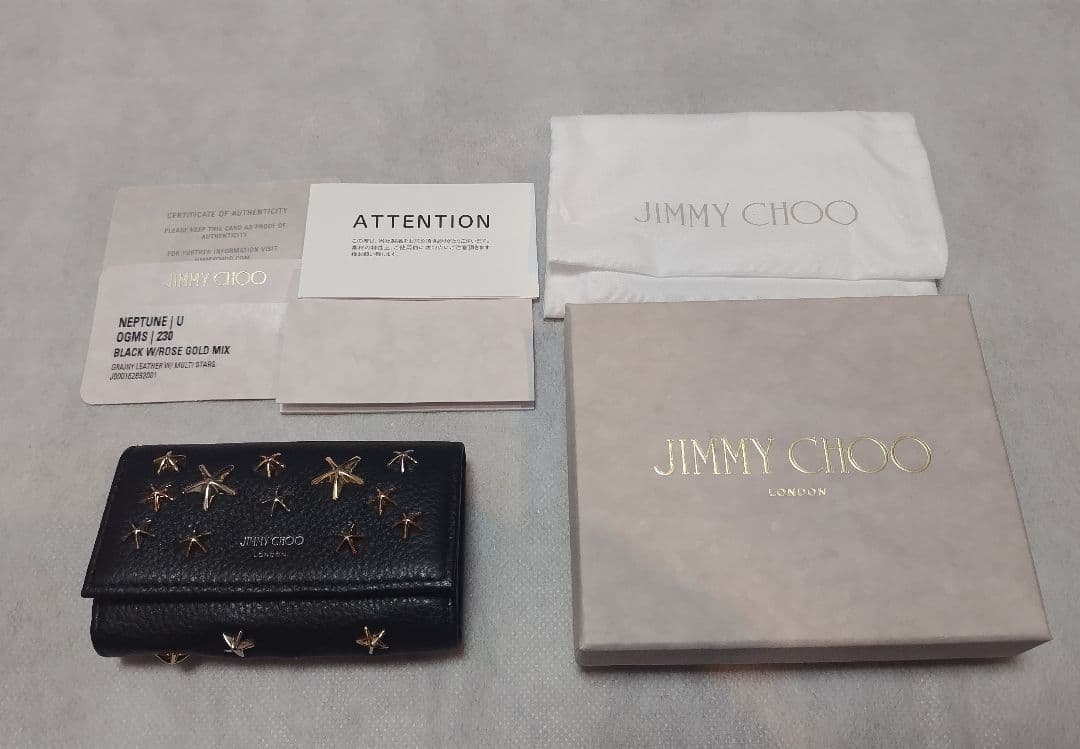 CERTIFICATE OF AUTHENTICITY
PLEASE KEEP THIS CARD AS PROOF OF
AUTHENTICITY
FOR FURTHER INFORMATION VISIT
JIMMY CHOO
NEPTUNE | U
OGMS | 230
BLACK W/ROSE GOLD MIX
GRAINY LEATHER W/ MULTI STARS
J000162692001
ATTENTION
JIMMY CHOO
JIMMY CHOO
LONDON
JIMMY CHOO
LONDON